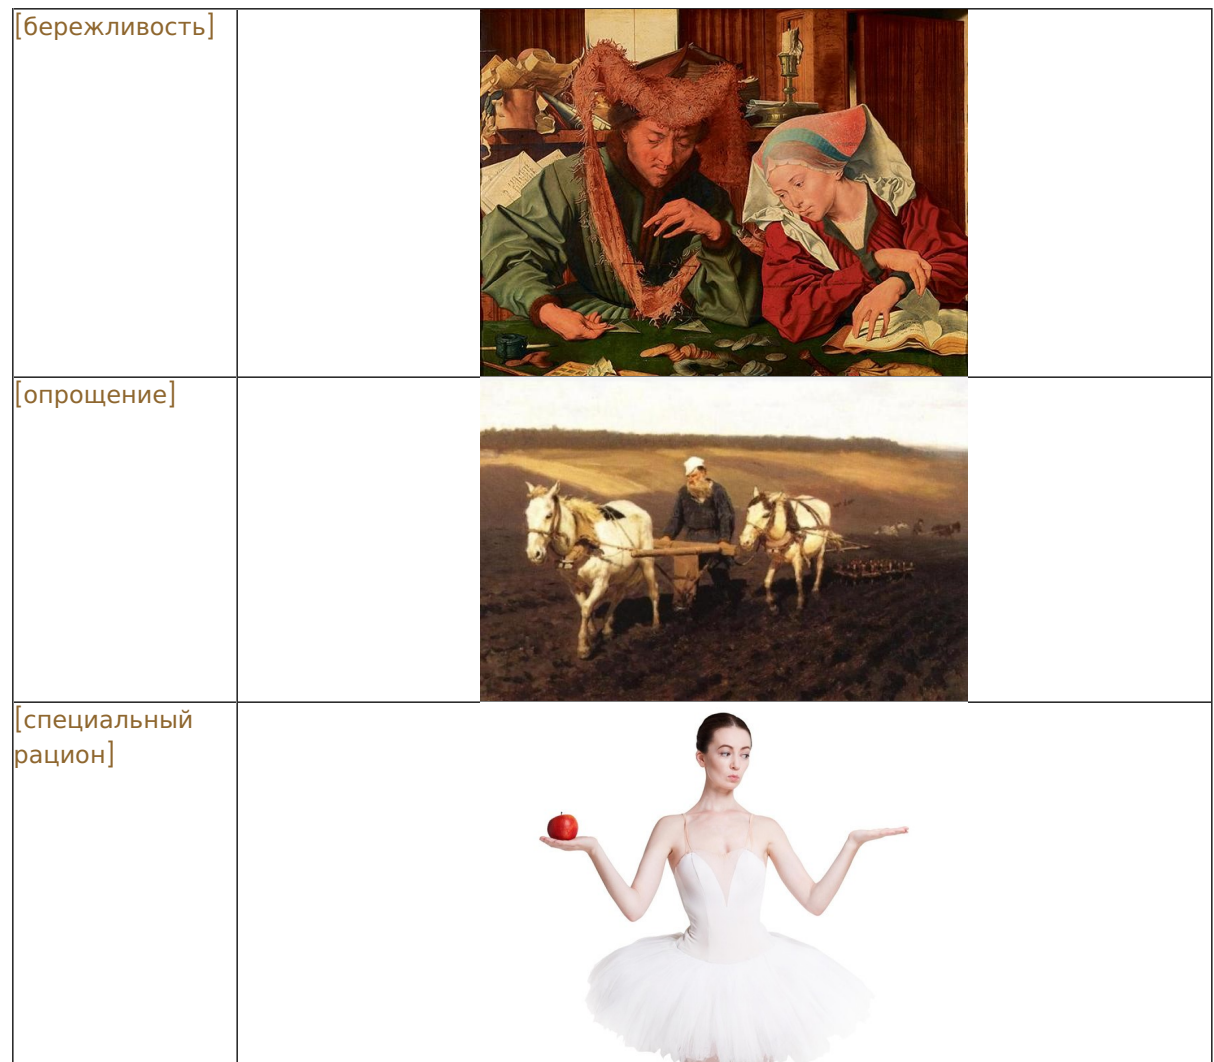 [бережливость]
[опрощение]
[специальный
рацион]